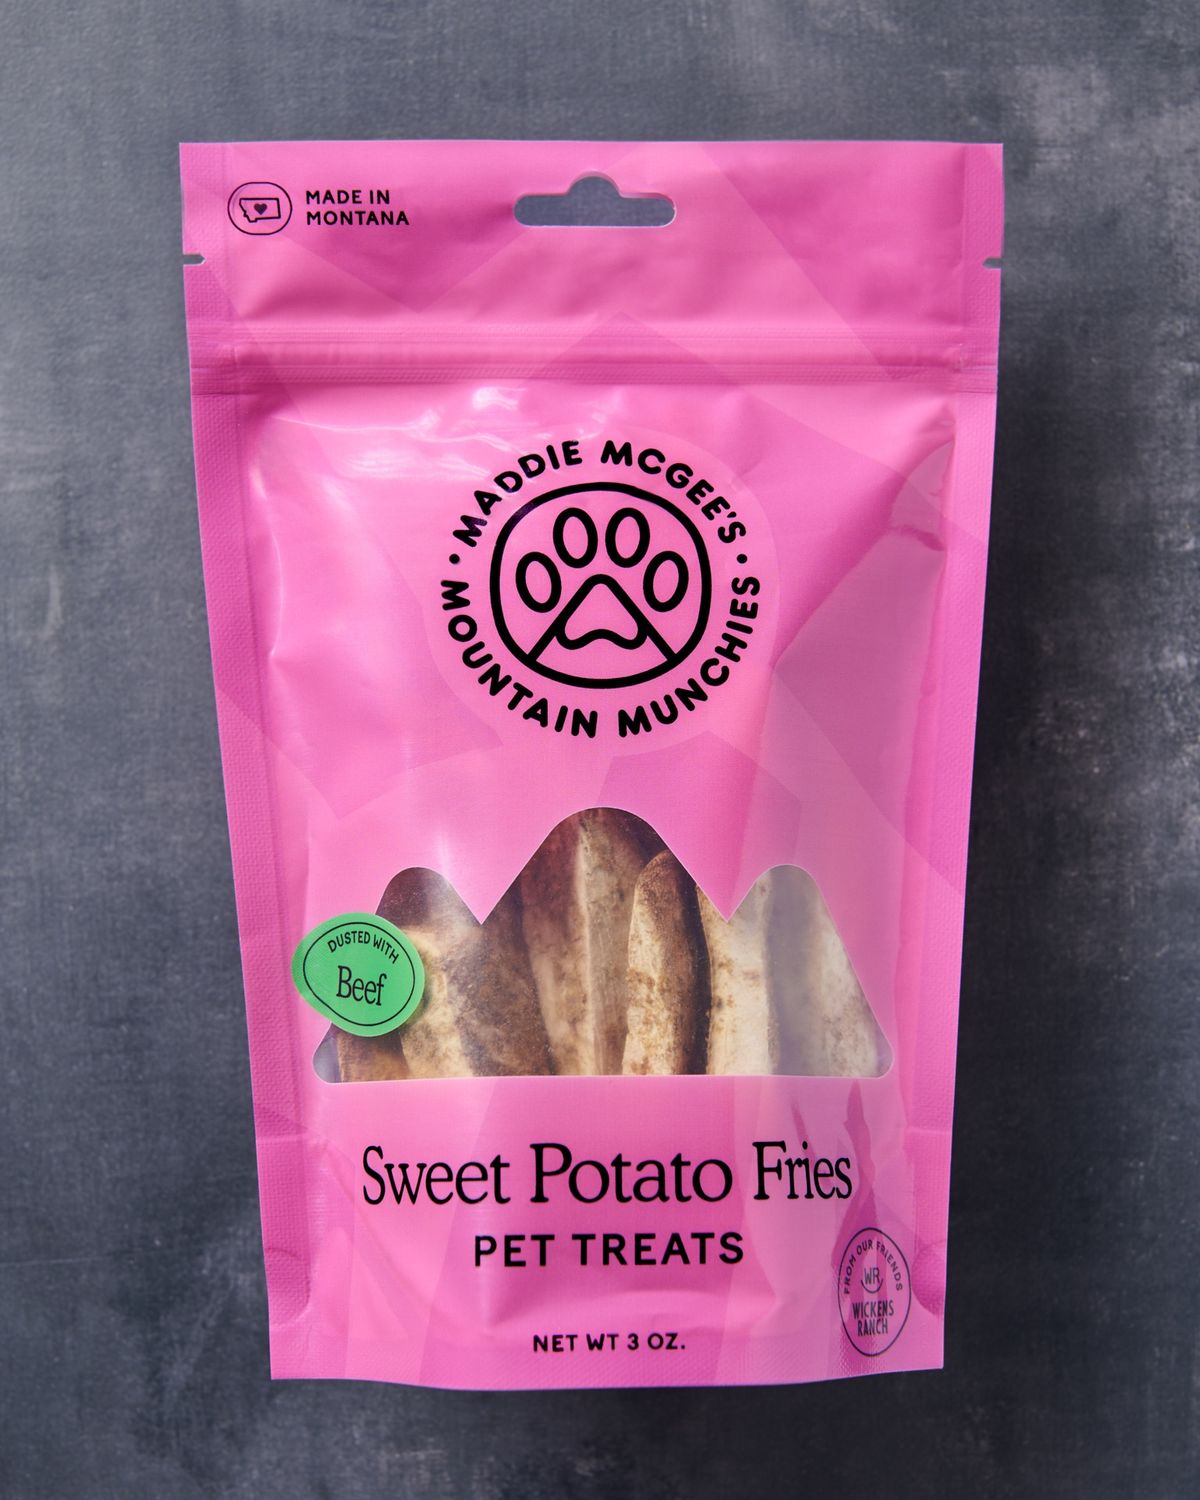 MADE IN
MONTANA
MADDIE MCGEE'S
MOUNTAIN MUNCHIES
DUSTED WITH
Beef
Sweet Potato Fries
PET TREATS
FROM OUR FRIENDS
WR
WICKENS
RANCH
NET WT 3 OZ.